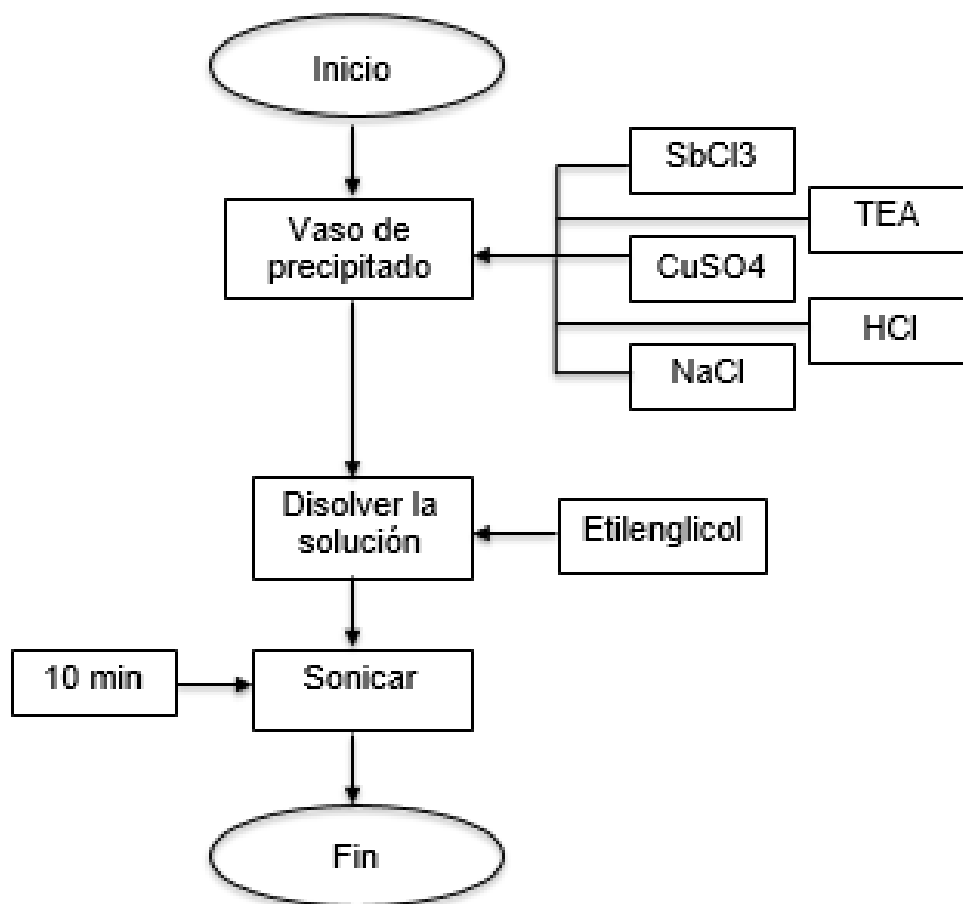 Inicio
SbCl3
TEA
Vaso de
precipitado
CuSO4
HCl
NaCl
Disolver la
solución
Etilenglicol
10 min
Sonicar
Fin